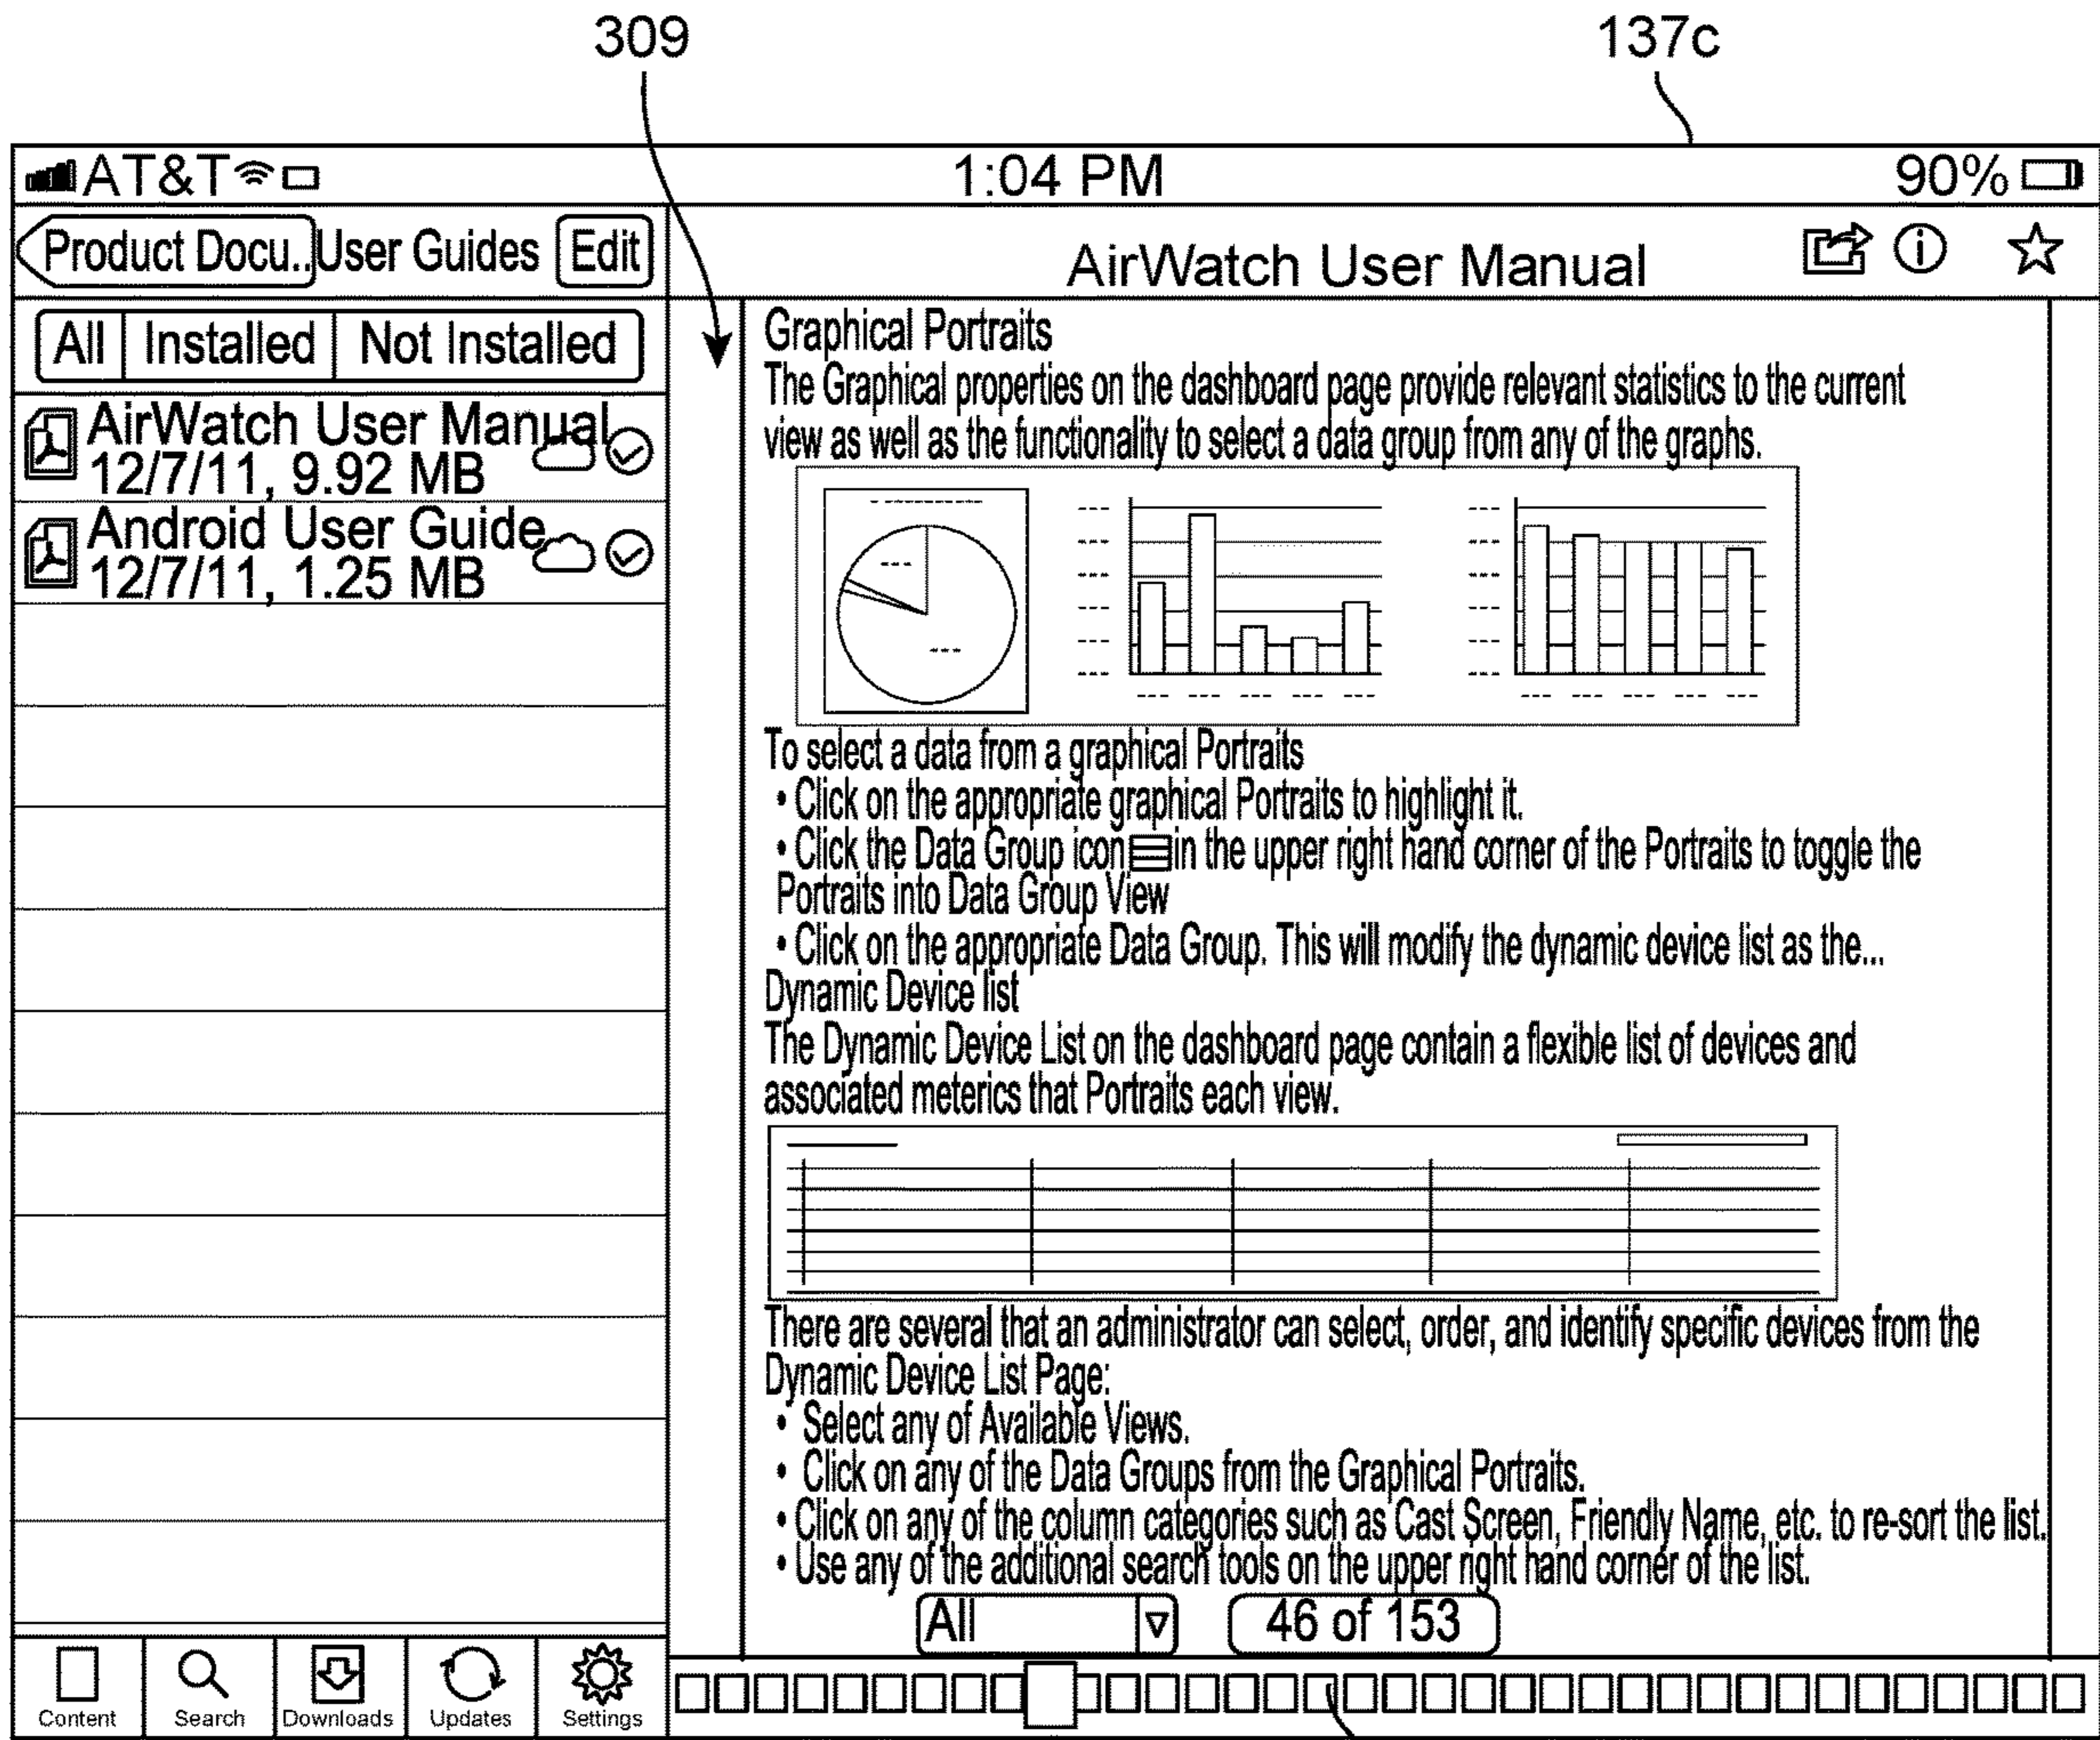 309
137c
AT&T
1:04 PM
90%
Product Docu..
User Guides
Edit
AirWatch User Manual
All
Installed
Not Installed
AirWatch User Manual
12/7/11, 9.92 MB
Android User Guide
12/7/11, 1.25 MB
Graphical Portraits
The Graphical properties on the dashboard page provide relevant statistics to the current
view as well as the functionality to select a data group from any of the graphs.
To select a data from a graphical Portraits
• Click on the appropriate graphical Portraits to highlight it.
• Click the Data Group icon in the upper right hand corner of the Portraits to toggle the
Portraits into Data Group View
• Click on the appropriate Data Group. This will modify the dynamic device list as the...
Dynamic Device list
The Dynamic Device List on the dashboard page contain a flexible list of devices and
associated meterics that Portraits each view.
There are several that an administrator can select, order, and identify specific devices from the
Dynamic Device List Page:
• Select any of Available Views.
• Click on any of the Data Groups from the Graphical Portraits.
• Click on any of the column categories such as Cast Screen, Friendly Name, etc. to re-sort the list.
• Use any of the additional search tools on the upper right hand corner of the list.
All
46 of 153
Content
Search
Downloads
Updates
Settings